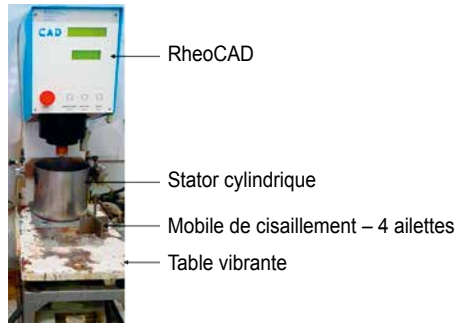 CAD
RheoCAD
Stator cylindrique
Mobile de cisaillement – 4 ailettes
Table vibrante